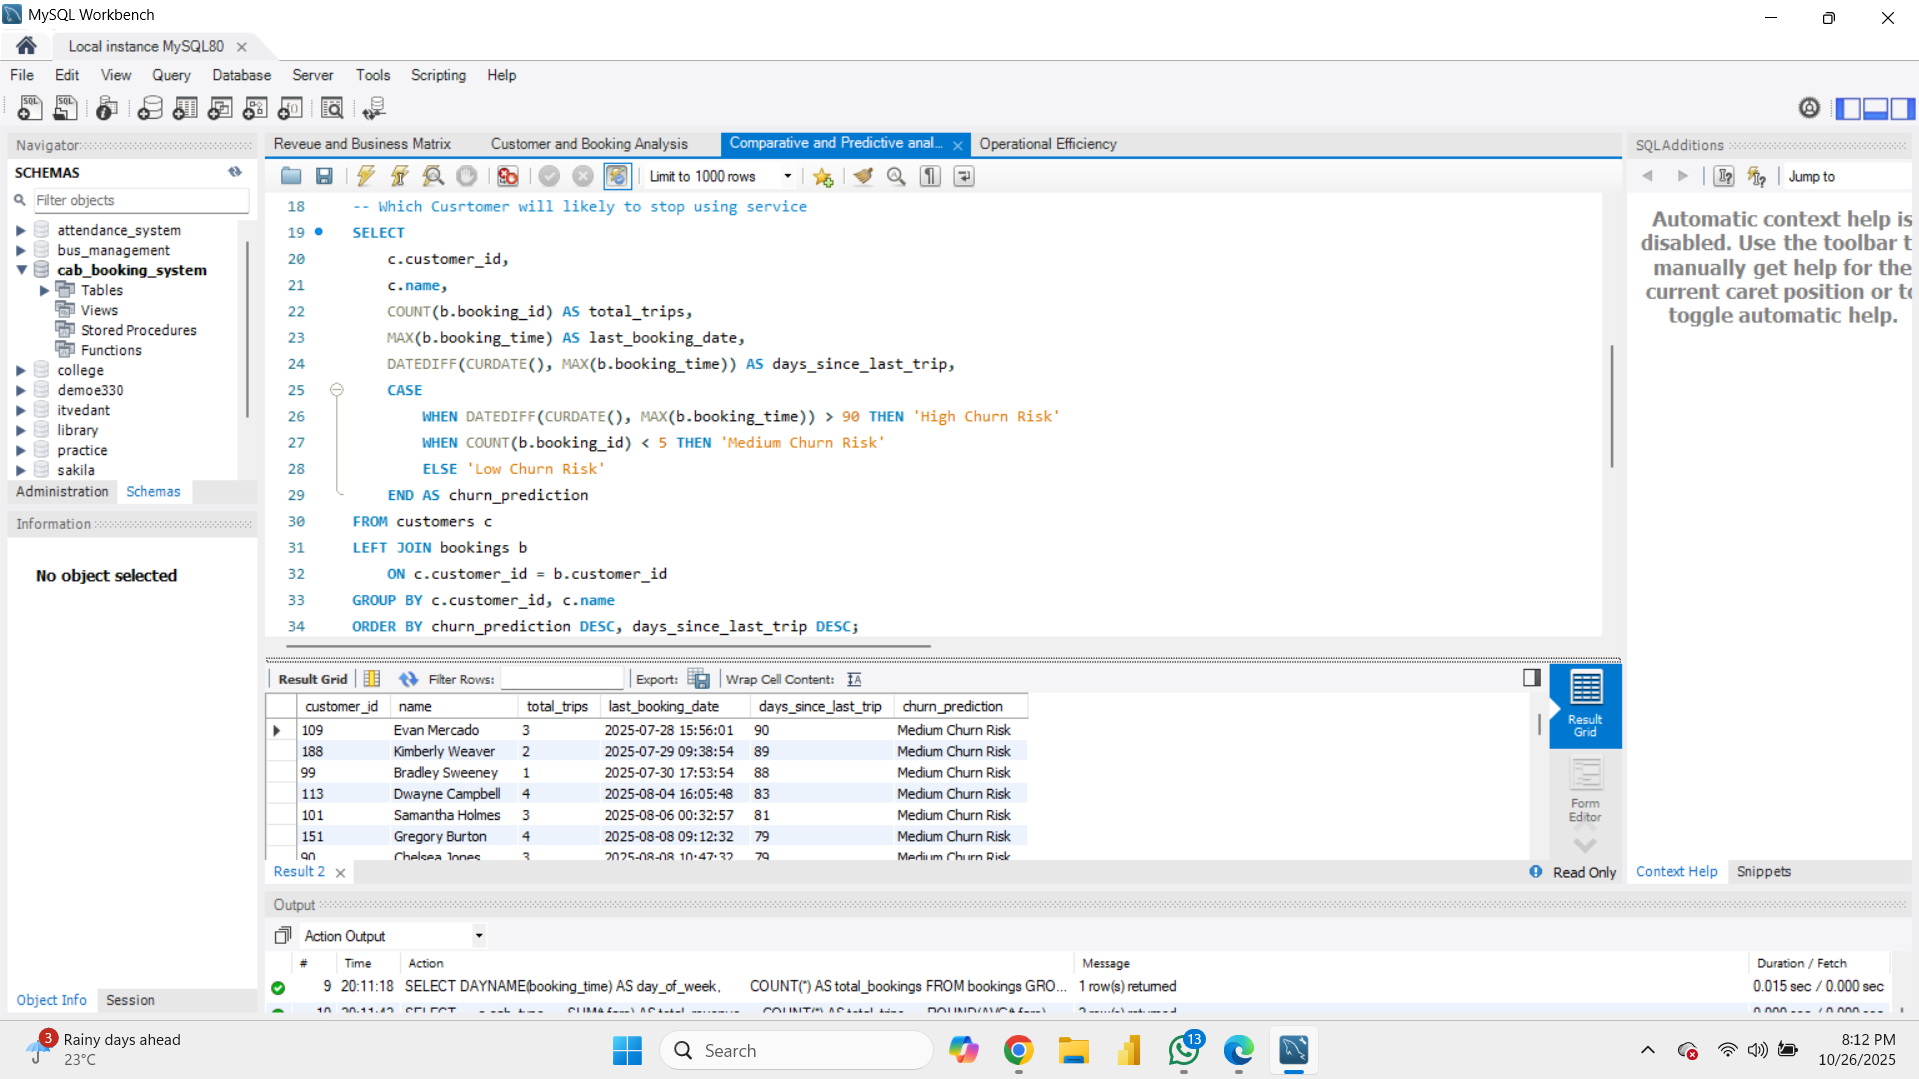 MySQL Workbench
Local instance MySQL80
File Edit View Query Database Server Tools Scripting Help
Navigator
SCHEMAS
Filter objects
attendance_system
bus_management
cab_booking_system
Tables
Views
Stored Procedures
Functions
college
demoe330
itvedant
library
practice
sakila
Administration Schemas
Information
No object selected
Object Info Session
Reveue and Business Matrix Customer and Booking Analysis Comparative and Predictive anal... Operational Efficiency
Limit to 1000 rows
18 -- Which Cusrtomer will likely to stop using service
19 SELECT
20 c.customer_id,
21 c.name,
22 COUNT(b.booking_id) AS total_trips,
23 MAX(b.booking_time) AS last_booking_date,
24 DATEDIFF(CURDATE(), MAX(b.booking_time)) AS days_since_last_trip,
25 CASE
26 WHEN DATEDIFF(CURDATE(), MAX(b.booking_time)) > 90 THEN 'High Churn Risk'
27 WHEN COUNT(b.booking_id) < 5 THEN 'Medium Churn Risk'
28 ELSE 'Low Churn Risk'
29 END AS churn_prediction
30 FROM customers c
31 LEFT JOIN bookings b
32 ON c.customer_id = b.customer_id
33 GROUP BY c.customer_id, c.name
34 ORDER BY churn_prediction DESC, days_since_last_trip DESC;
Result Grid Filter Rows: Export: Wrap Cell Content:
customer_id name total_trips last_booking_date days_since_last_trip churn_prediction
109 Evan Mercado 3 2025-07-28 15:56:01 90 Medium Churn Risk
188 Kimberly Weaver 2 2025-07-29 09:38:54 89 Medium Churn Risk
99 Bradley Sweeney 1 2025-07-30 17:53:54 88 Medium Churn Risk
113 Dwayne Campbell 4 2025-08-04 16:05:48 83 Medium Churn Risk
101 Samantha Holmes 3 2025-08-06 00:32:57 81 Medium Churn Risk
151 Gregory Burton 4 2025-08-08 09:12:32 79 Medium Churn Risk
90 Chelsea Jones 3 2025-08-08 10:47:32 79 Medium Churn Risk
Result Grid
Form Editor
Result 2
Read Only
SQLAdditions
Jump to
Automatic context help is
disabled. Use the toolbar t
manually get help for the
current caret position or to
toggle automatic help.
Context Help Snippets
Output
Action Output
# Time Action Message Duration / Fetch
9 20:11:18 SELECT DAYNAME(booking_time) AS day_of_week, COUNT(*) AS total_bookings FROM bookings GRO... 1 row(s) returned 0.015 sec / 0.000 sec
3
Rainy days ahead
23°C
Search
13
8:12 PM
10/26/2025